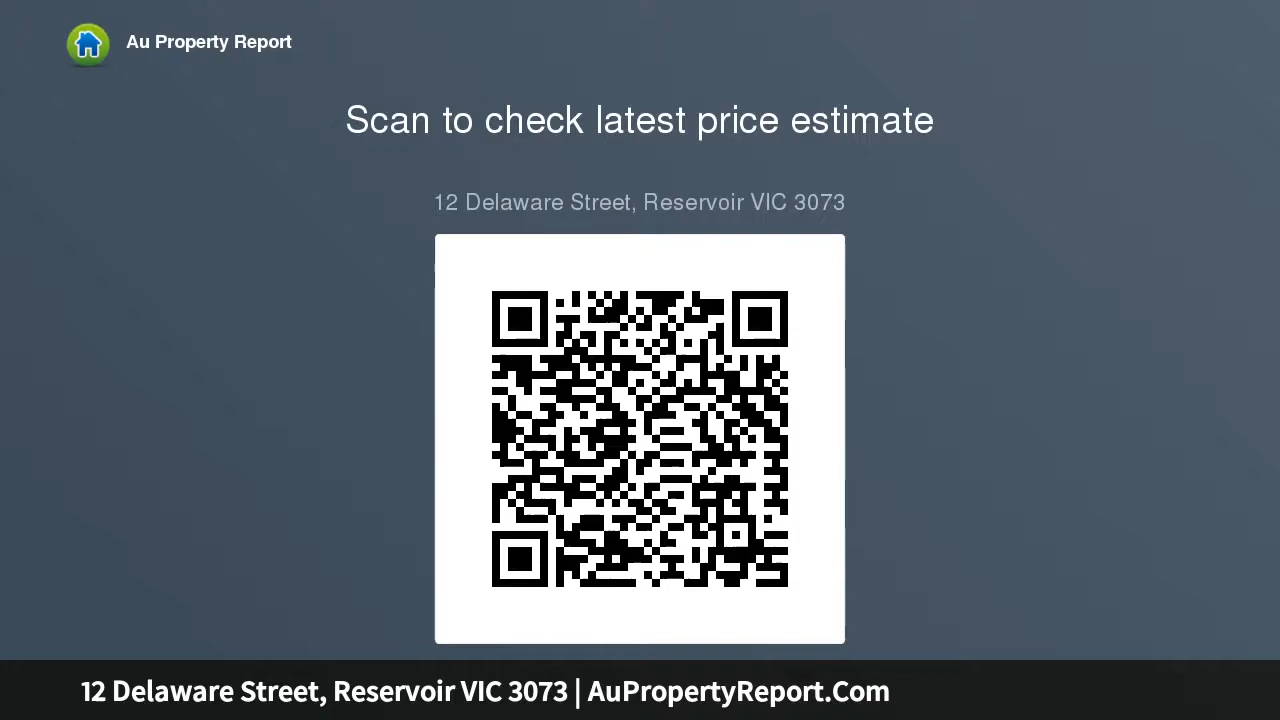 Au Property Report
Scan to check latest price estimate
12 Delaware Street, Reservoir VIC 3073
12 Delaware Street, Reservoir VIC 3073 | AuPropertyReport.Com